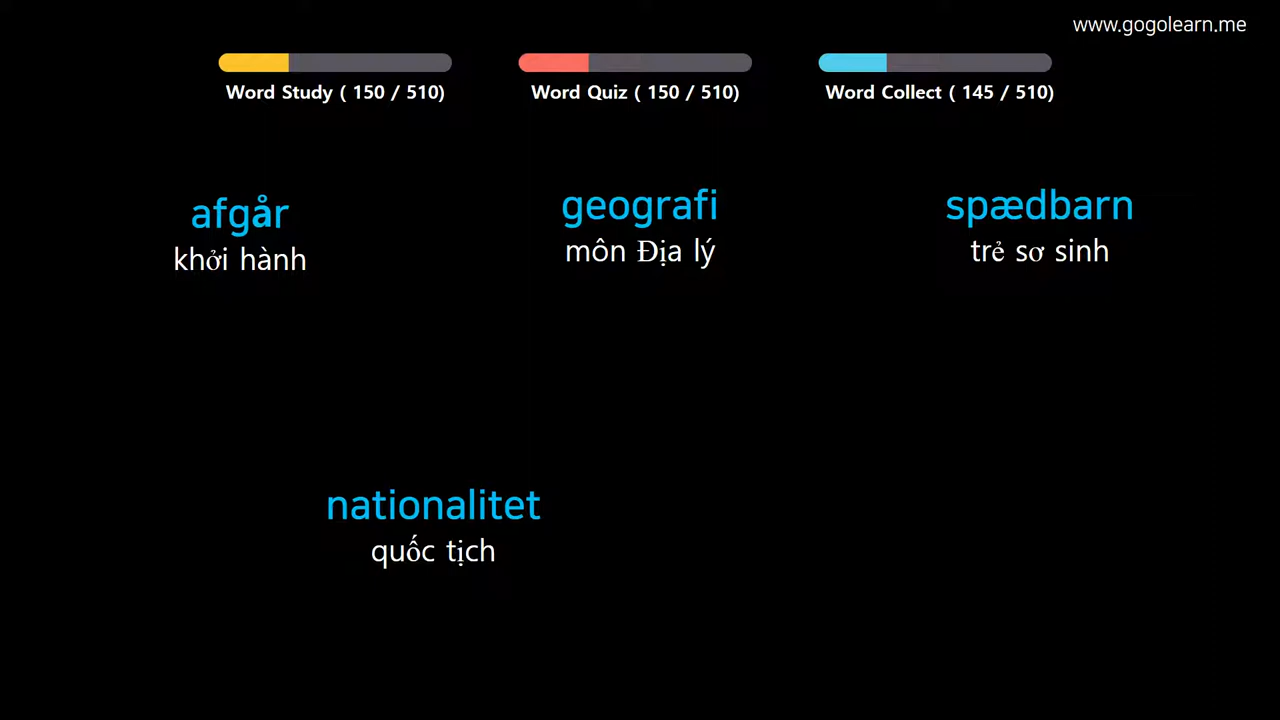 www.gogolearn.me
Word Study ( 150 / 510)
Word Quiz ( 150 / 510)
Word Collect ( 145 / 510)
afgår
khởi hành
geografi
môn Địa lý
spædbarn
trẻ sơ sinh
nationalitet
quốc tịch